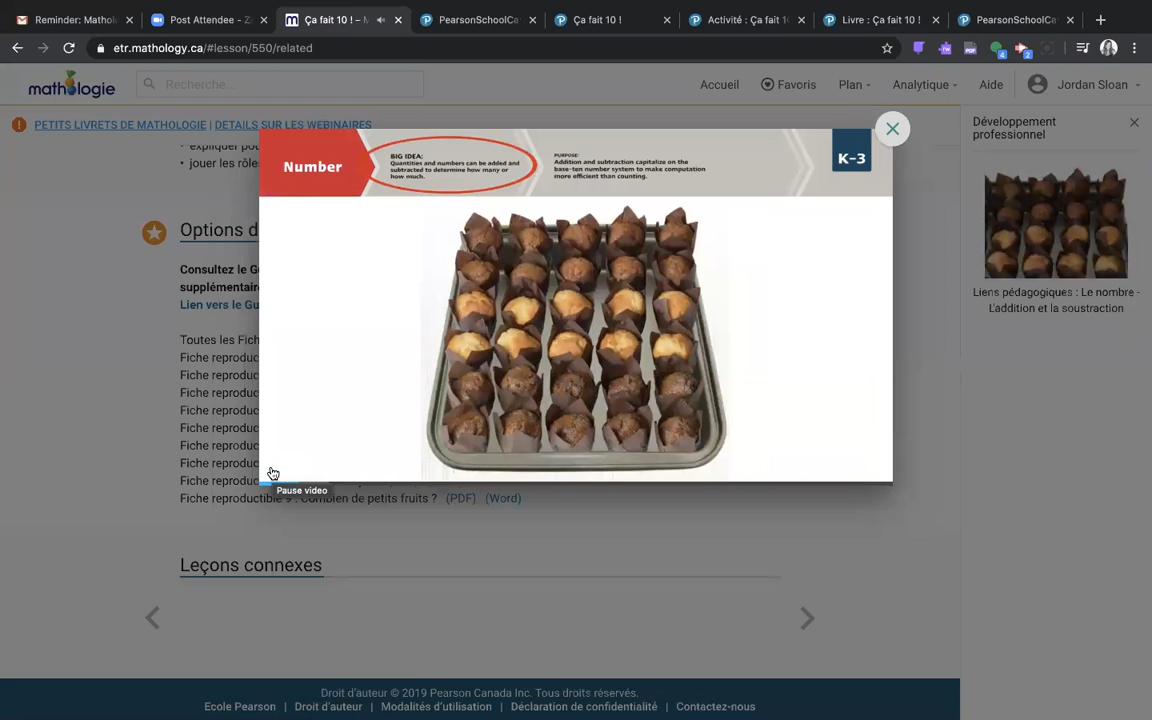 Reminder: Mathol
Post Attendee - Z
Ça fait 10 ! – M
PearsonSchoolCa
Ça fait 10 !
Activité : Ça fait 1
Livre : Ça fait 10 !
PearsonSchoolCa
etr.mathology.ca/#lesson/550/related
4
2
mathologie
Recherche...
Accueil
Favoris
Plan
Analytique
Aide
Jordan Sloan
PETITS LIVRETS DE MATHOLOGIE | DETAILS SUR LES WEBINAIRES
Développement
professionnel
jouer les rôle
Number
BIG IDEA:
Quantities and numbers can be added and
subtracted to determine how many or
how much.
PURPOSE:
Addition and subtraction capitalize on the
base-ten number system to make computation
more efficient than counting.
K–3
Options d
Consultez le G
supplémentaire
Lien vers le Gu
Toutes les Fich
Fiche reproduc
Fiche reproduc
Fiche reproduc
Fiche reproduc
Fiche reproduc
Fiche reproduc
Fiche reproduc
Fiche reproduc
Fiche reproductible 9 : Combien de petits fruits ? (PDF) (Word)
Pause video
Liens pédagogiques : Le nombre -
L'addition et la soustraction
Leçons connexes
Droit d'auteur © 2019 Pearson Canada Inc. Tous droits réservés.
Ecole Pearson | Droit d'auteur | Modalités d'utilisation | Déclaration de confidentialité | Contactez-nous